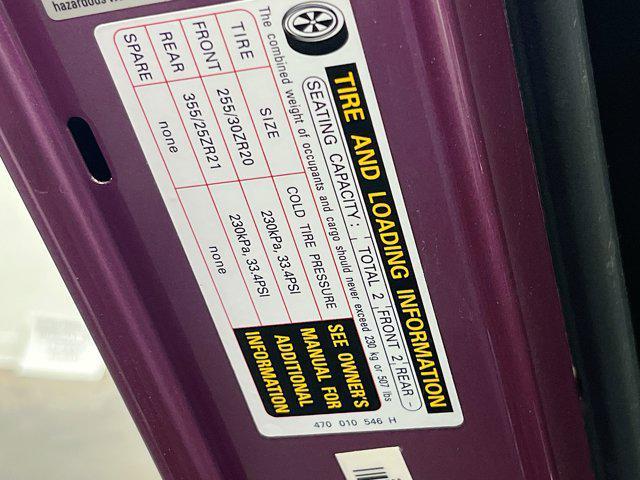 hazardous
TIRE AND LOADING INFORMATION
SEATING CAPACITY: TOTAL 2 FRONT 2 REAR -
The combined weight of occupants and cargo should never exceed 230 kg or 507 lbs
TIRE SIZE COLD TIRE PRESSURE
FRONT 255/30ZR20 230kPa, 33.4PSI
REAR 355/25ZR21 230kPa, 33.4PSI
SPARE none none
SEE OWNER'S
MANUAL FOR
ADDITIONAL
INFORMATION
470 010 546 H